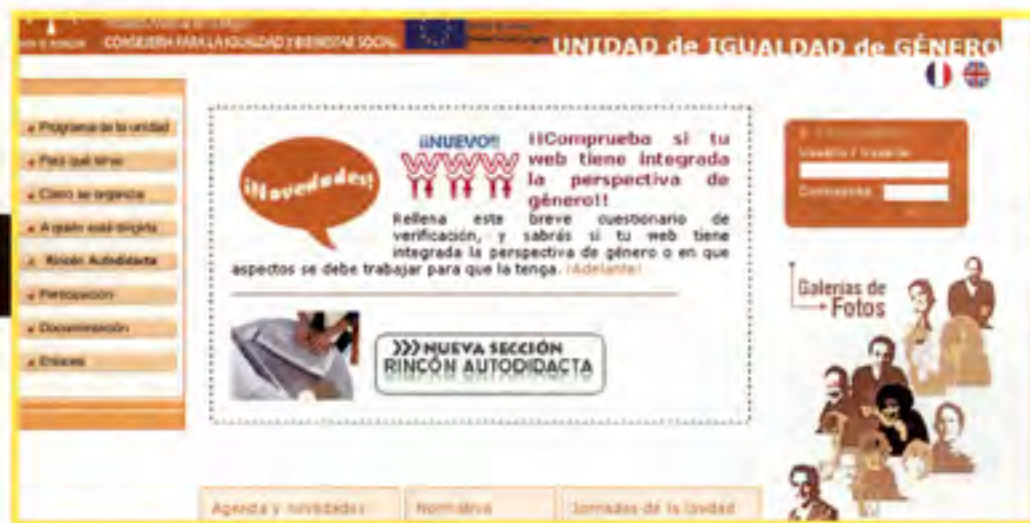 CONSEJERÍA PARA LA IGUALDAD Y BIENESTAR SOCIAL
UNIDAD de IGUALDAD de GÉNERO
Programa de la unidad
Para qué sirve
Cómo se organiza
A quién está dirigida
Rincón Autodidacta
Participación
Documentación
Enlaces
¡Novedades!
¡¡NUEVO!!
¡¡Comprueba si tu
web tiene integrada
la perspectiva de
género!!
Rellena este breve cuestionario de
verificación, y sabrás si tu web tiene
integrada la perspectiva de género o en que
aspectos se debe trabajar para que la tenga. ¡Adelante!
>>> NUEVA SECCIÓN
RINCÓN AUTODIDACTA
Usuaria / Usuario
Contraseña
Galerías de
Fotos
Agenda y novedades
Normativa
Jornadas de la Unidad